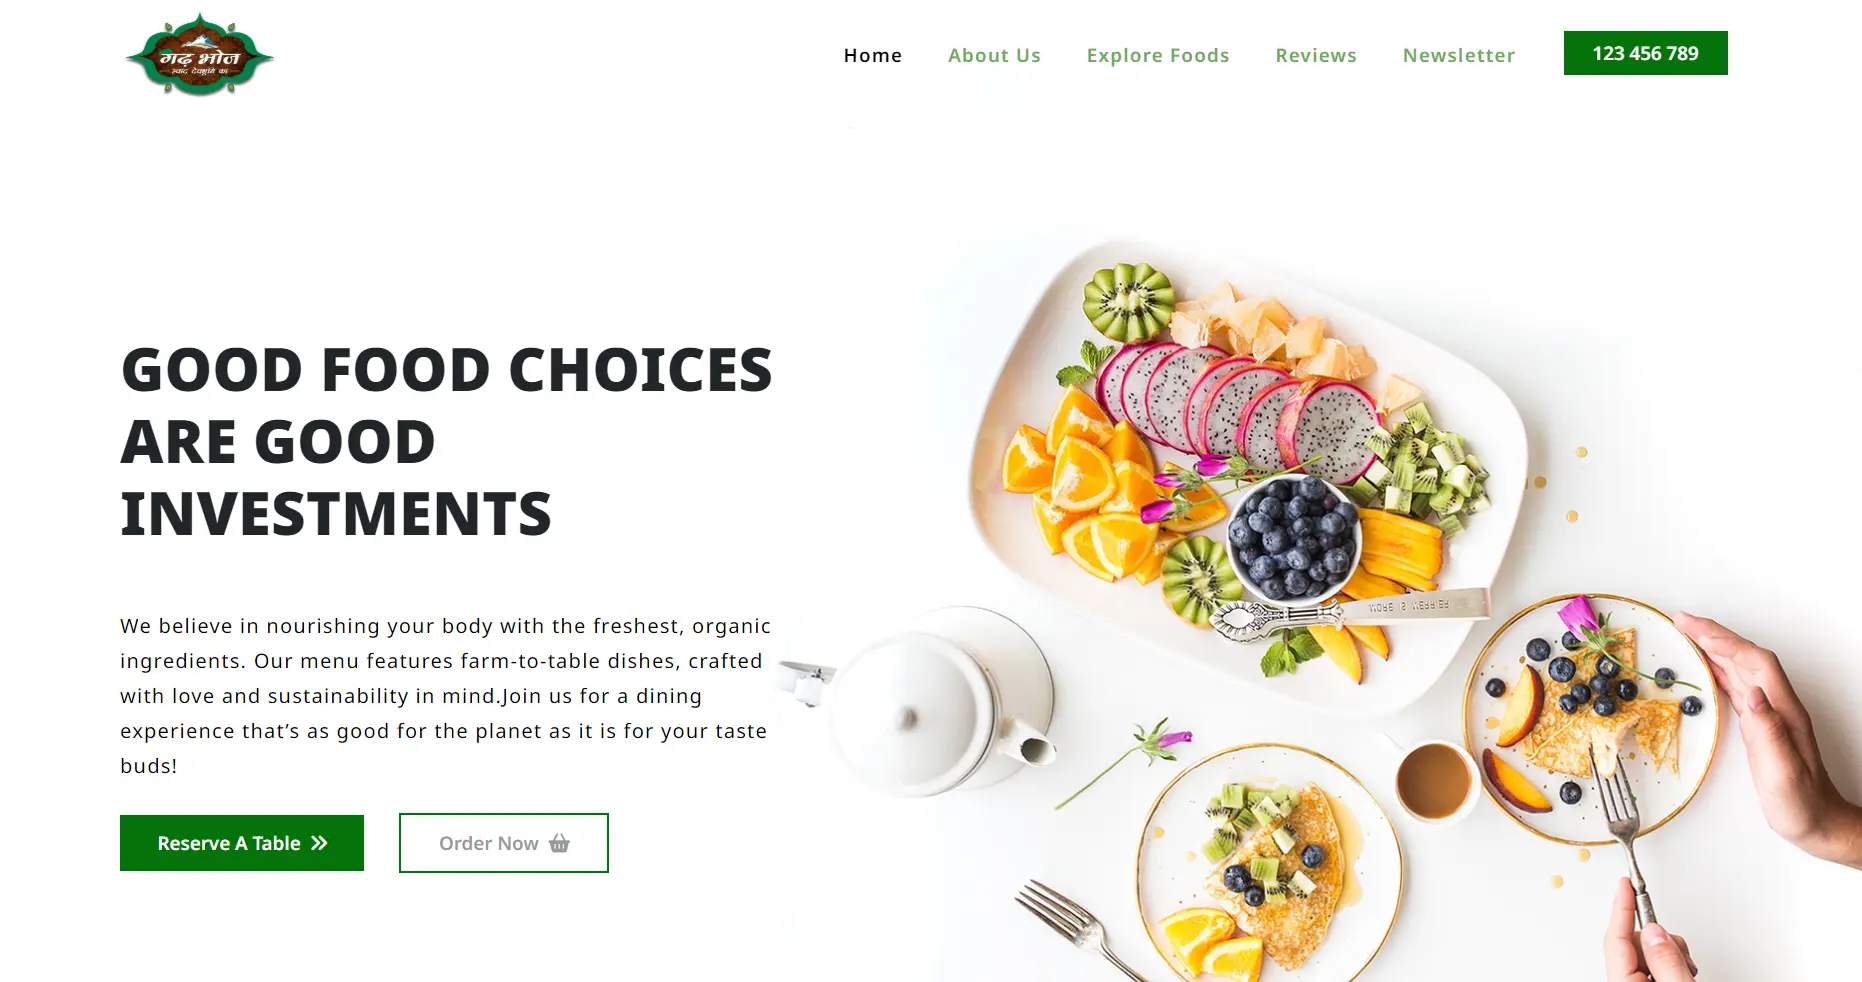 गढ़ भोज
स्वाद देवभूमि का
Home About Us Explore Foods Reviews Newsletter 123 456 789
GOOD FOOD CHOICES
ARE GOOD
INVESTMENTS
We believe in nourishing your body with the freshest, organic
ingredients. Our menu features farm-to-table dishes, crafted
with love and sustainability in mind.Join us for a dining
experience that’s as good for the planet as it is for your taste
buds!
Reserve A Table Order Now
MORE IS MERRIER